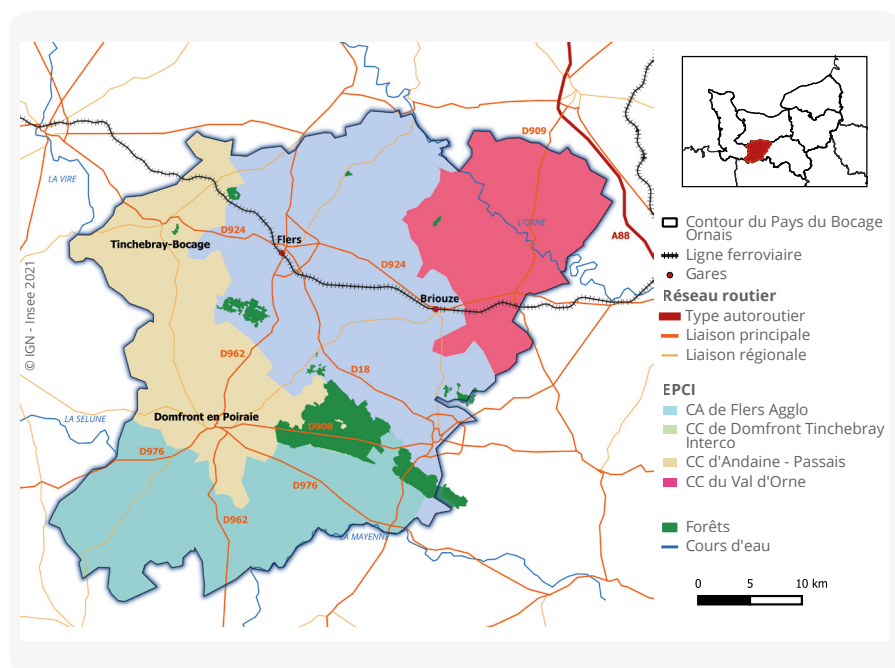 D909
LA VIRE
L'ORNE
D924
Tinchebray-Bocage
Flers
A88
D924
Briouze
© IGN - Insee 2021
D962
D18
Domfront en Poiraie
LA SELUNE
D908
D976
D976
D962
LA MAYENNE
Contour du Pays du Bocage
Ornais
Ligne ferroviaire
Gares
Réseau routier
Type autoroutier
Liaison principale
Liaison régionale
EPCI
CA de Flers Agglo
CC de Domfront Tinchebray
Interco
CC d'Andaine - Passais
CC du Val d'Orne
Forêts
Cours d'eau
0 5 10 km